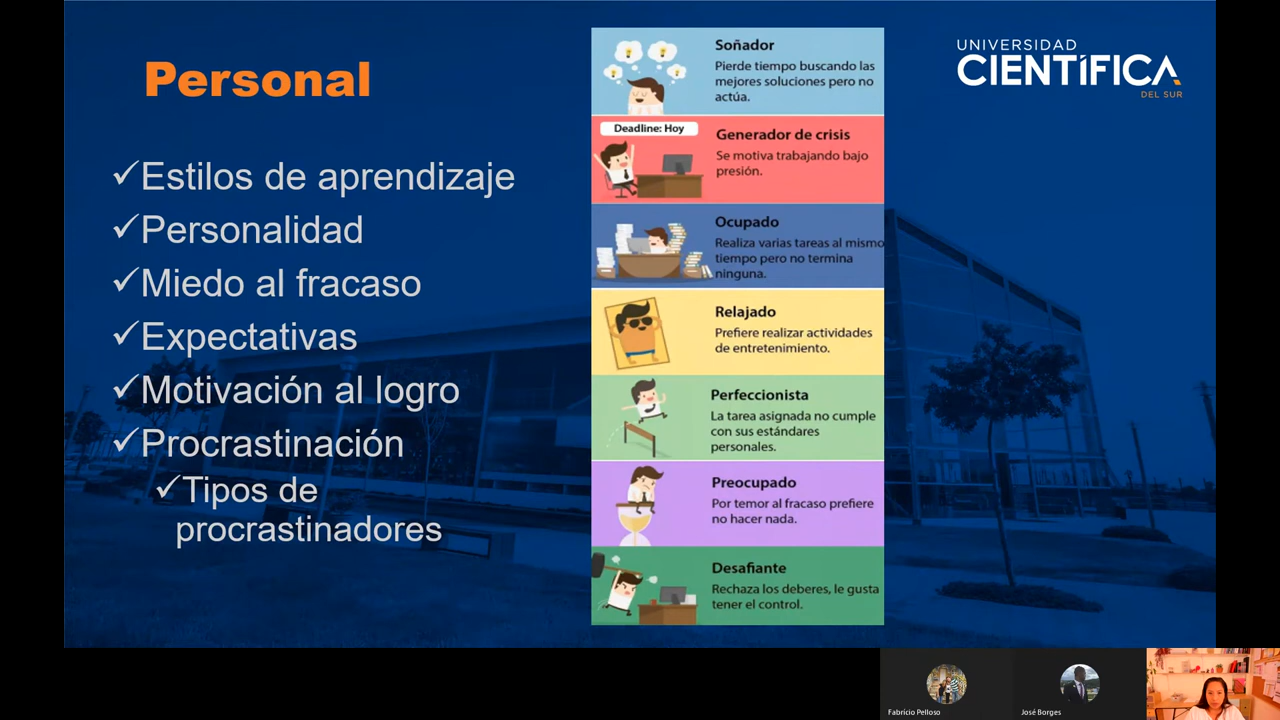 Personal
✓Estilos de aprendizaje
✓Personalidad
✓Miedo al fracaso
✓Expectativas
✓Motivación al logro
✓Procrastinación
✓Tipos de
procrastinadores
Soñador
Pierde tiempo buscando las
mejores soluciones pero no
actúa.
Deadline: Hoy
Generador de crisis
Se motiva trabajando bajo
presión.
Ocupado
Realiza varias tareas al mismo
tiempo pero no termina
ninguna.
Relajado
Prefiere realizar actividades
de entretenimiento.
Perfeccionista
La tarea asignada no cumple
con sus estándares
personales.
Preocupado
Por temor al fracaso prefiere
no hacer nada.
Desafiante
Rechaza los deberes, le gusta
tener el control.
UNIVERSIDAD
CIENTÍFICA
DEL SUR
Fabrício Pelloso
José Borges